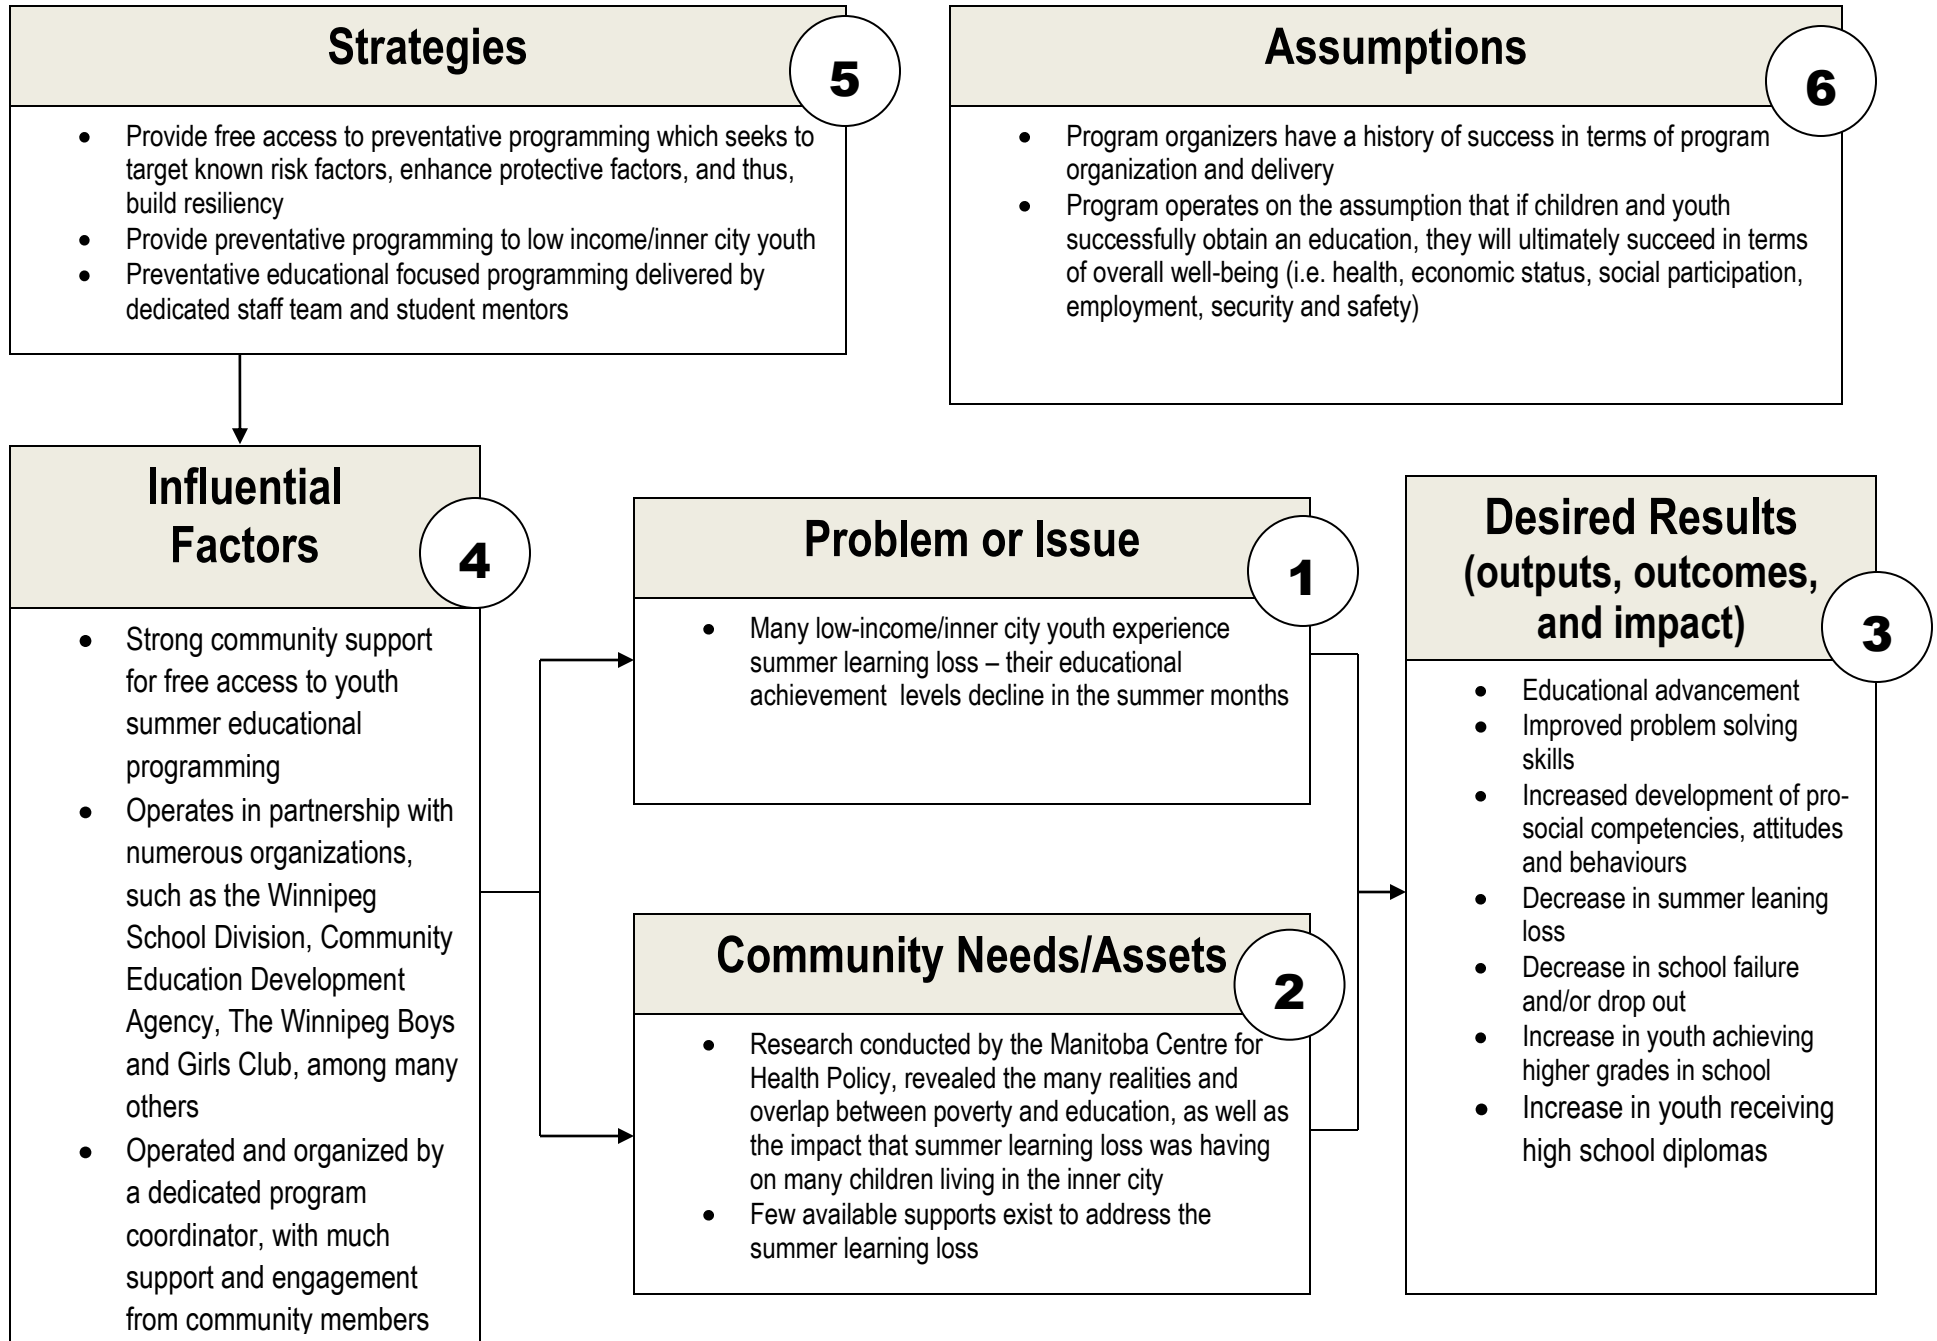 Strategies
5
• Provide free access to preventative programming which seeks to
target known risk factors, enhance protective factors, and thus,
build resiliency
• Provide preventative programming to low income/inner city youth
• Preventative educational focused programming delivered by
dedicated staff team and student mentors
Assumptions
6
• Program organizers have a history of success in terms of program
organization and delivery
• Program operates on the assumption that if children and youth
successfully obtain an education, they will ultimately succeed in terms
of overall well-being (i.e. health, economic status, social participation,
employment, security and safety)
Influential
Factors
4
• Strong community support
for free access to youth
summer educational
programming
• Operates in partnership with
numerous organizations,
such as the Winnipeg
School Division, Community
Education Development
Agency, The Winnipeg Boys
and Girls Club, among many
others
• Operated and organized by
a dedicated program
coordinator, with much
support and engagement
from community members
Problem or Issue
1
• Many low-income/inner city youth experience
summer learning loss – their educational
achievement levels decline in the summer months
Community Needs/Assets
2
• Research conducted by the Manitoba Centre for
Health Policy, revealed the many realities and
overlap between poverty and education, as well as
the impact that summer learning loss was having
on many children living in the inner city
• Few available supports exist to address the
summer learning loss
Desired Results
(outputs, outcomes,
and impact)
3
• Educational advancement
• Improved problem solving
skills
• Increased development of pro-
social competencies, attitudes
and behaviours
• Decrease in summer leaning
loss
• Decrease in school failure
and/or drop out
• Increase in youth achieving
higher grades in school
• Increase in youth receiving
high school diplomas